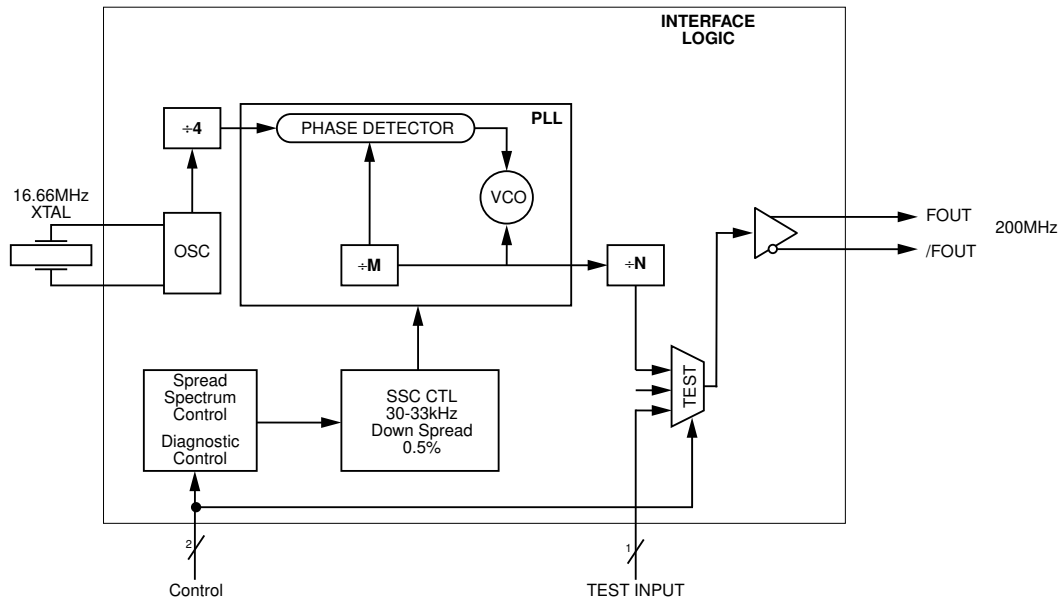 INTERFACE
LOGIC
÷4
PLL
PHASE DETECTOR
16.66MHz
XTAL
OSC
VCO
÷M
÷N
FOUT
200MHz
/FOUT
TEST
Spread
Spectrum
Control
Diagnostic
Control
SSC CTL
30-33kHz
Down Spread
0.5%
2
1
Control
TEST INPUT